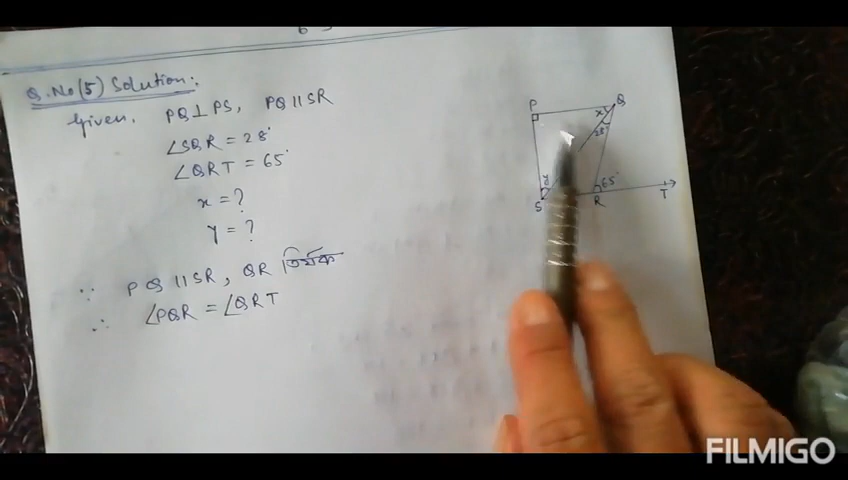 Q.No(5) Solution:
Given, PQ⊥PS, PQ||SR
∠SQR = 28°
∠QRT = 65°
x = ?
y = ?
∵ PQ||SR, QR तिर्यक
∴ ∠PQR = ∠QRT
P
Q
x
28°
y
65°
S
R
T
FILMIGO